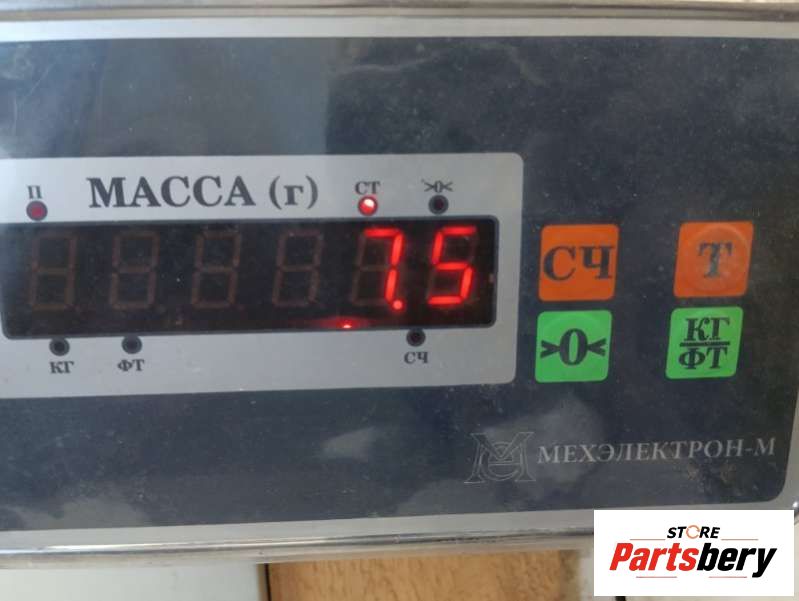 П МАССА (г) СТ >0<
7.5
КГ ФТ СЧ
СЧ Т
>0< КГ/ФТ
МЕХЭЛЕКТРОН-М
STORE
Partsbery